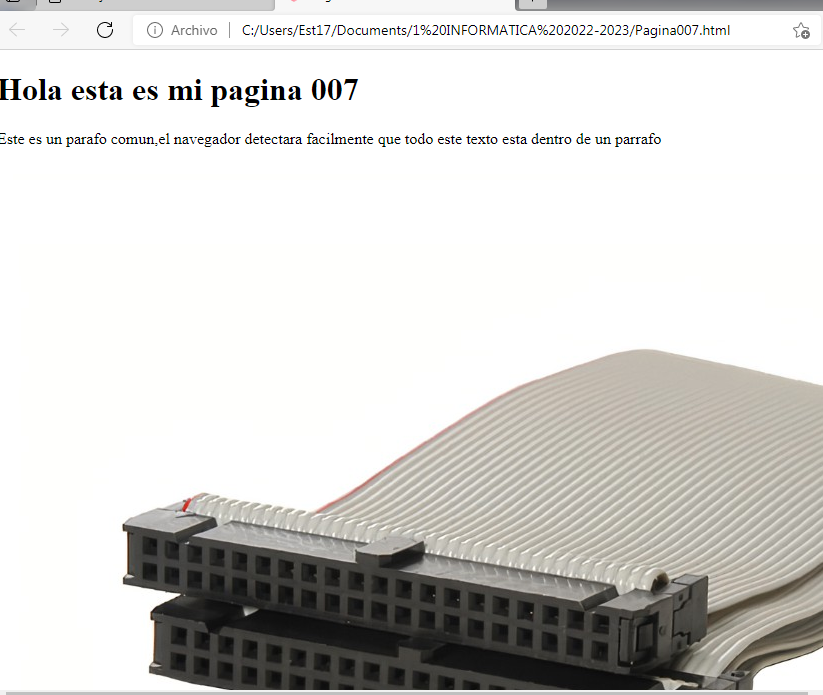 Archivo C:/Users/Est17/Documents/1%20INFORMATICA%202022-2023/Pagina007.html
Hola esta es mi pagina 007
Este es un parafo comun,el navegador detectara facilmente que todo este texto esta dentro de un parrafo